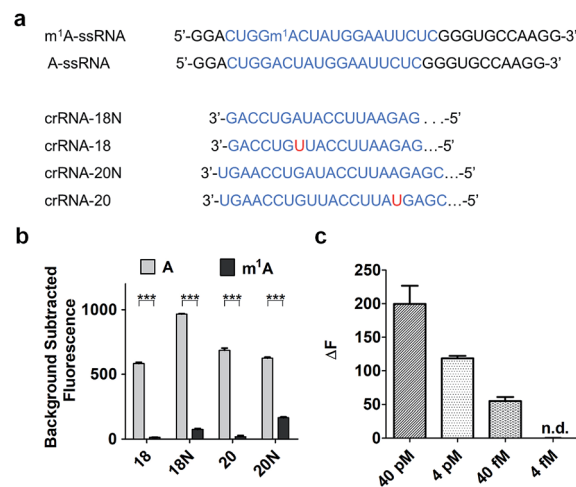 a
m¹A-ssRNA 5'-GGACUGGm¹ACUAUGGAAUUCUCGGGUGCCAAGG-3'
A-ssRNA 5'-GGACUGGACUAUGGAAUUCUCGGGUGCCAAGG-3'
crRNA-18N 3'-GACCUGAUACCUUAAGAG . . .-5'
crRNA-18 3'-GACCUGUUACCUUAAGAG...-5'
crRNA-20N 3'-UGAACCUGAUACCUUAAGAGC...-5'
crRNA-20 3'-UGAACCUGUUACCUUAUGAGC...-5'
b
A m¹A
Background Subtracted
Fluorescence
1000
500
0
*** *** *** ***
18 18N 20 20N
c
ΔF
250
200
150
100
50
0
n.d.
40 pM 4 pM 40 fM 4 fM